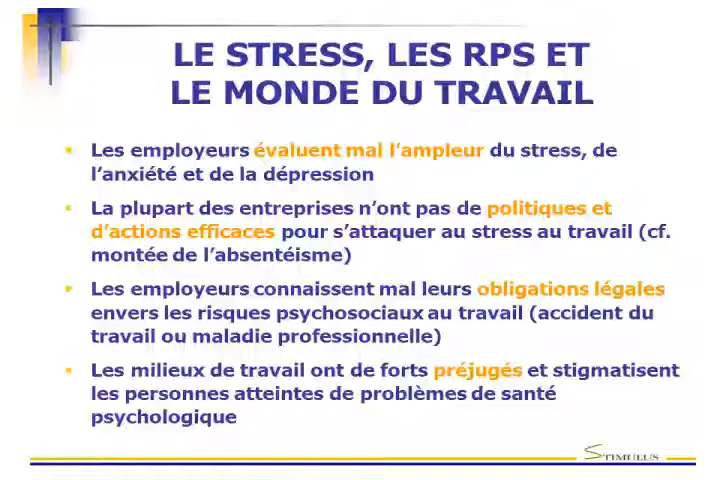 LE STRESS, LES RPS ET
LE MONDE DU TRAVAIL
Les employeurs évaluent mal l'ampleur du stress, de
l'anxiété et de la dépression
La plupart des entreprises n'ont pas de politiques et
d'actions efficaces pour s'attaquer au stress au travail (cf.
montée de l'absentéisme)
Les employeurs connaissent mal leurs obligations légales
envers les risques psychosociaux au travail (accident du
travail ou maladie professionnelle)
Les milieux de travail ont de forts préjugés et stigmatisent
les personnes atteintes de problèmes de santé
psychologique
STIMULUS